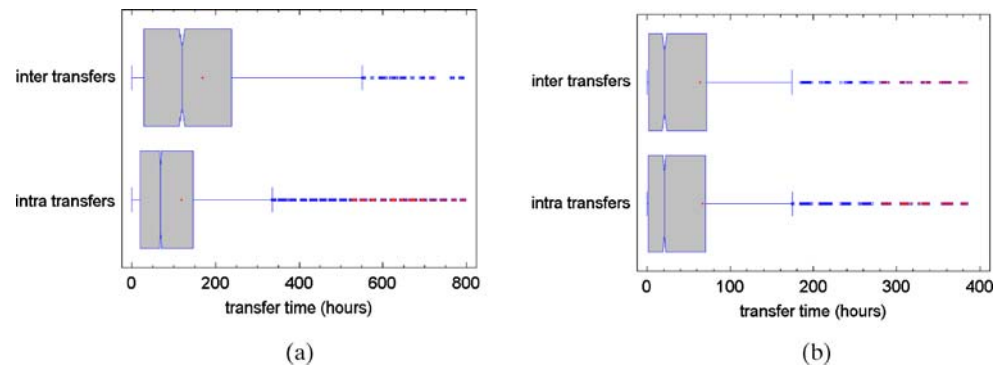 inter transfers
intra transfers
0 200 400 600 800
transfer time (hours)
(a)
inter transfers
intra transfers
0 100 200 300 400
transfer time (hours)
(b)